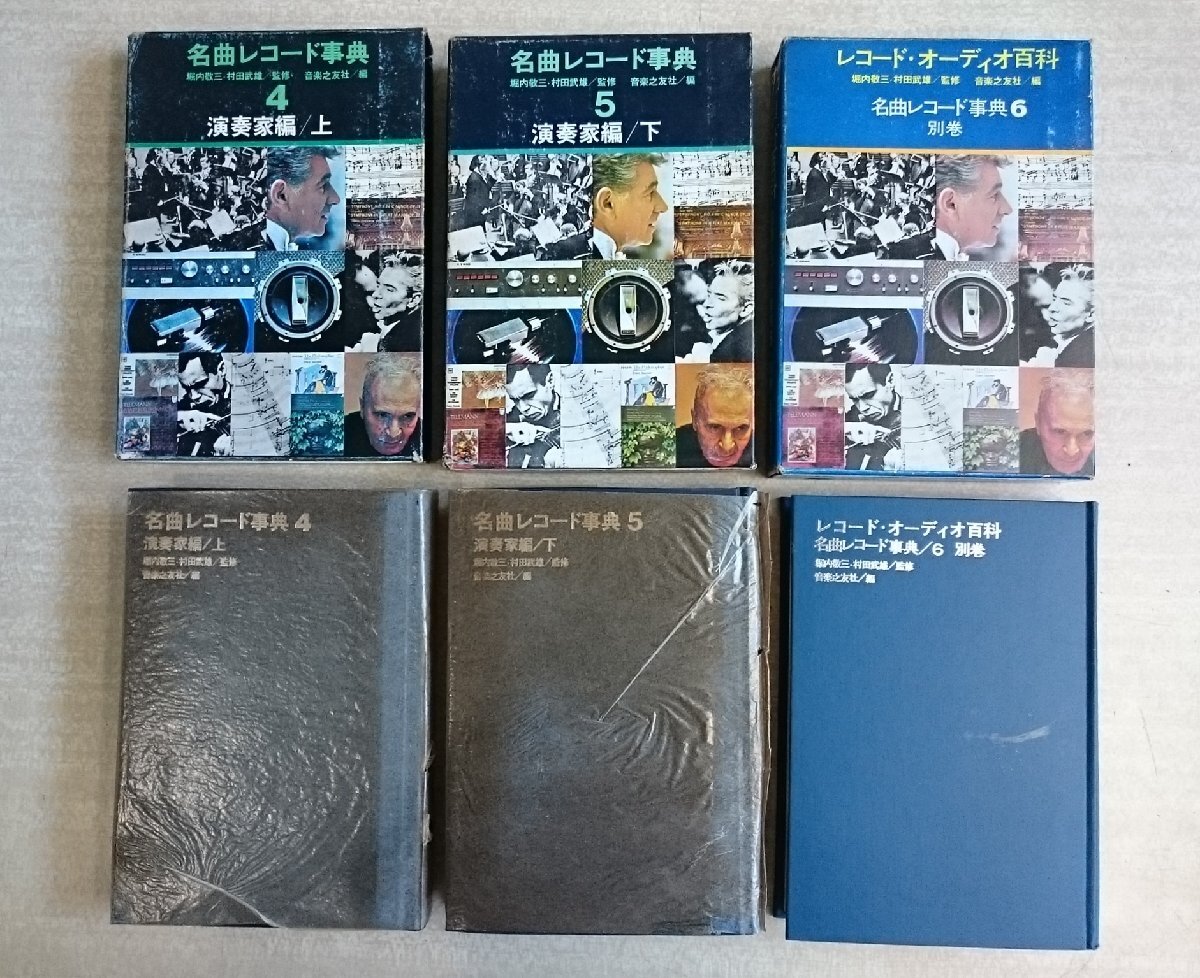 名曲レコード事典
堀内敬三・村田武雄／監修・ 音楽之友社／編
4
演奏家編／上
名曲レコード事典
堀内敬三・村田武雄／監修 音楽之友社／編
5
演奏家編／下
レコード・オーディオ百科
堀内敬三・村田武雄／監修 音楽之友社／編
名曲レコード事典6
別巻
TELEMANN
TELEMANN
TELEMANN
名曲レコード事典 4
演奏家編／上
堀内敬三・村田武雄／監修
音楽之友社／編
名曲レコード事典 5
演奏家編／下
堀内敬三・村田武雄／監修
音楽之友社／編
レコード・オーディオ百科
名曲レコード事典／6 別巻
堀内敬三・村田武雄／監修
音楽之友社／編